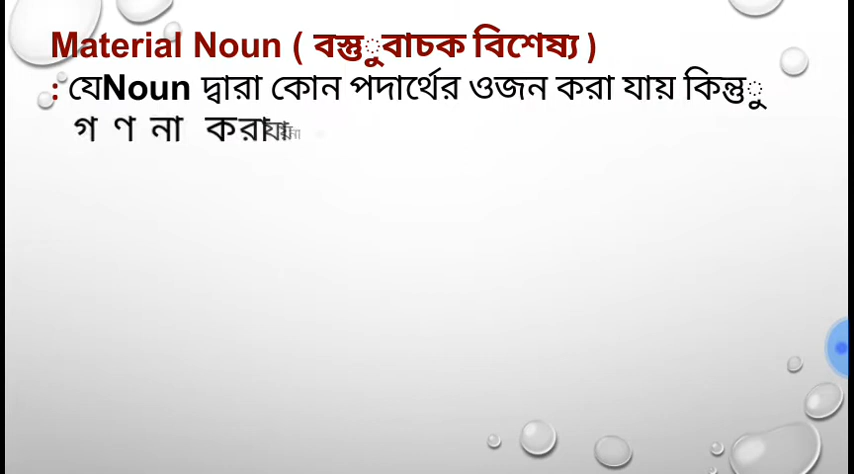 Material Noun ( বস্তুুবাচক বিশেষ্য )
: যেNoun দ্বারা কোন পদার্থের ওজন করা যায় কিন্তুু
গ ণ না করা